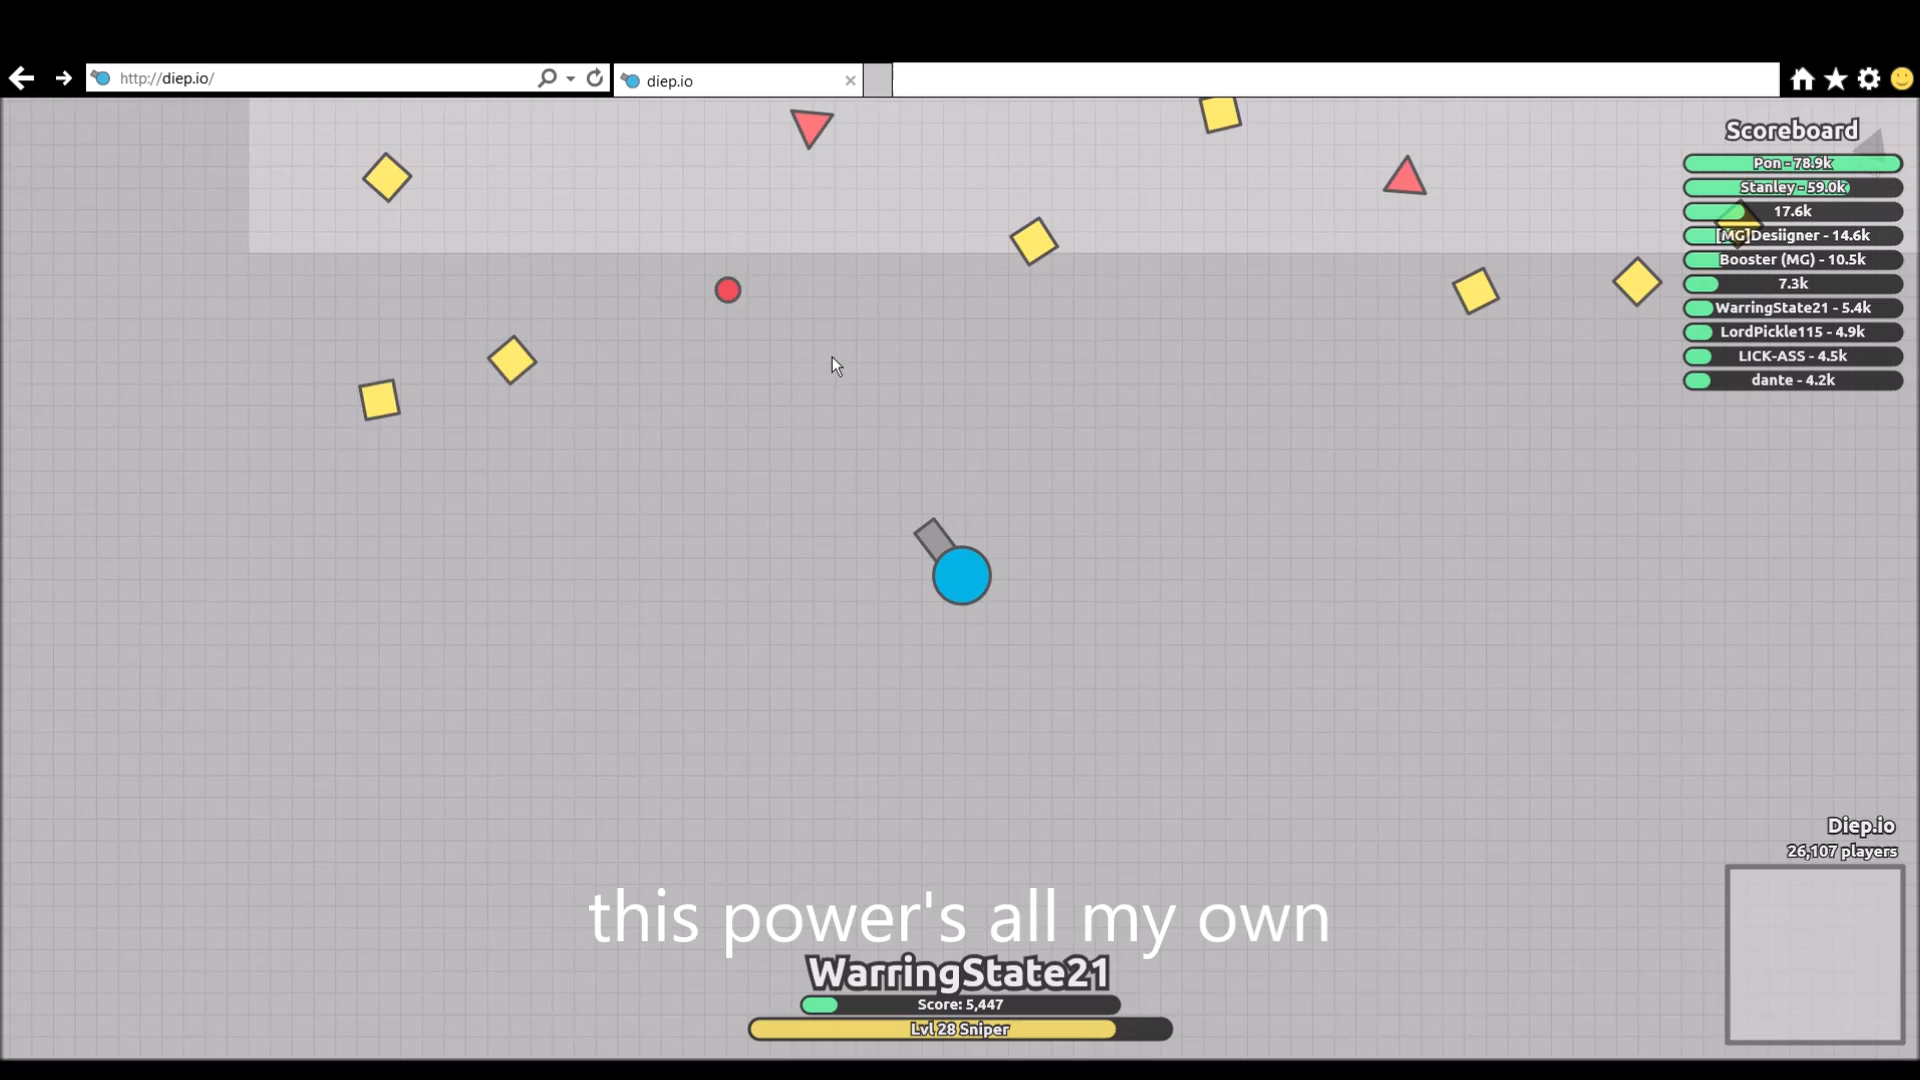 http://diep.io/
diep.io
Scoreboard
Pon - 78.9k
Stanley - 59.0k
17.6k
[MG]Desiigner - 14.6k
Booster (MG) - 10.5k
7.3k
WarringState21 - 5.4k
LordPickle115 - 4.9k
LICK-ASS - 4.5k
dante - 4.2k
Diep.io
26,107 players
this power's all my own
WarringState21
Score: 5,447
Lvl 28 Sniper